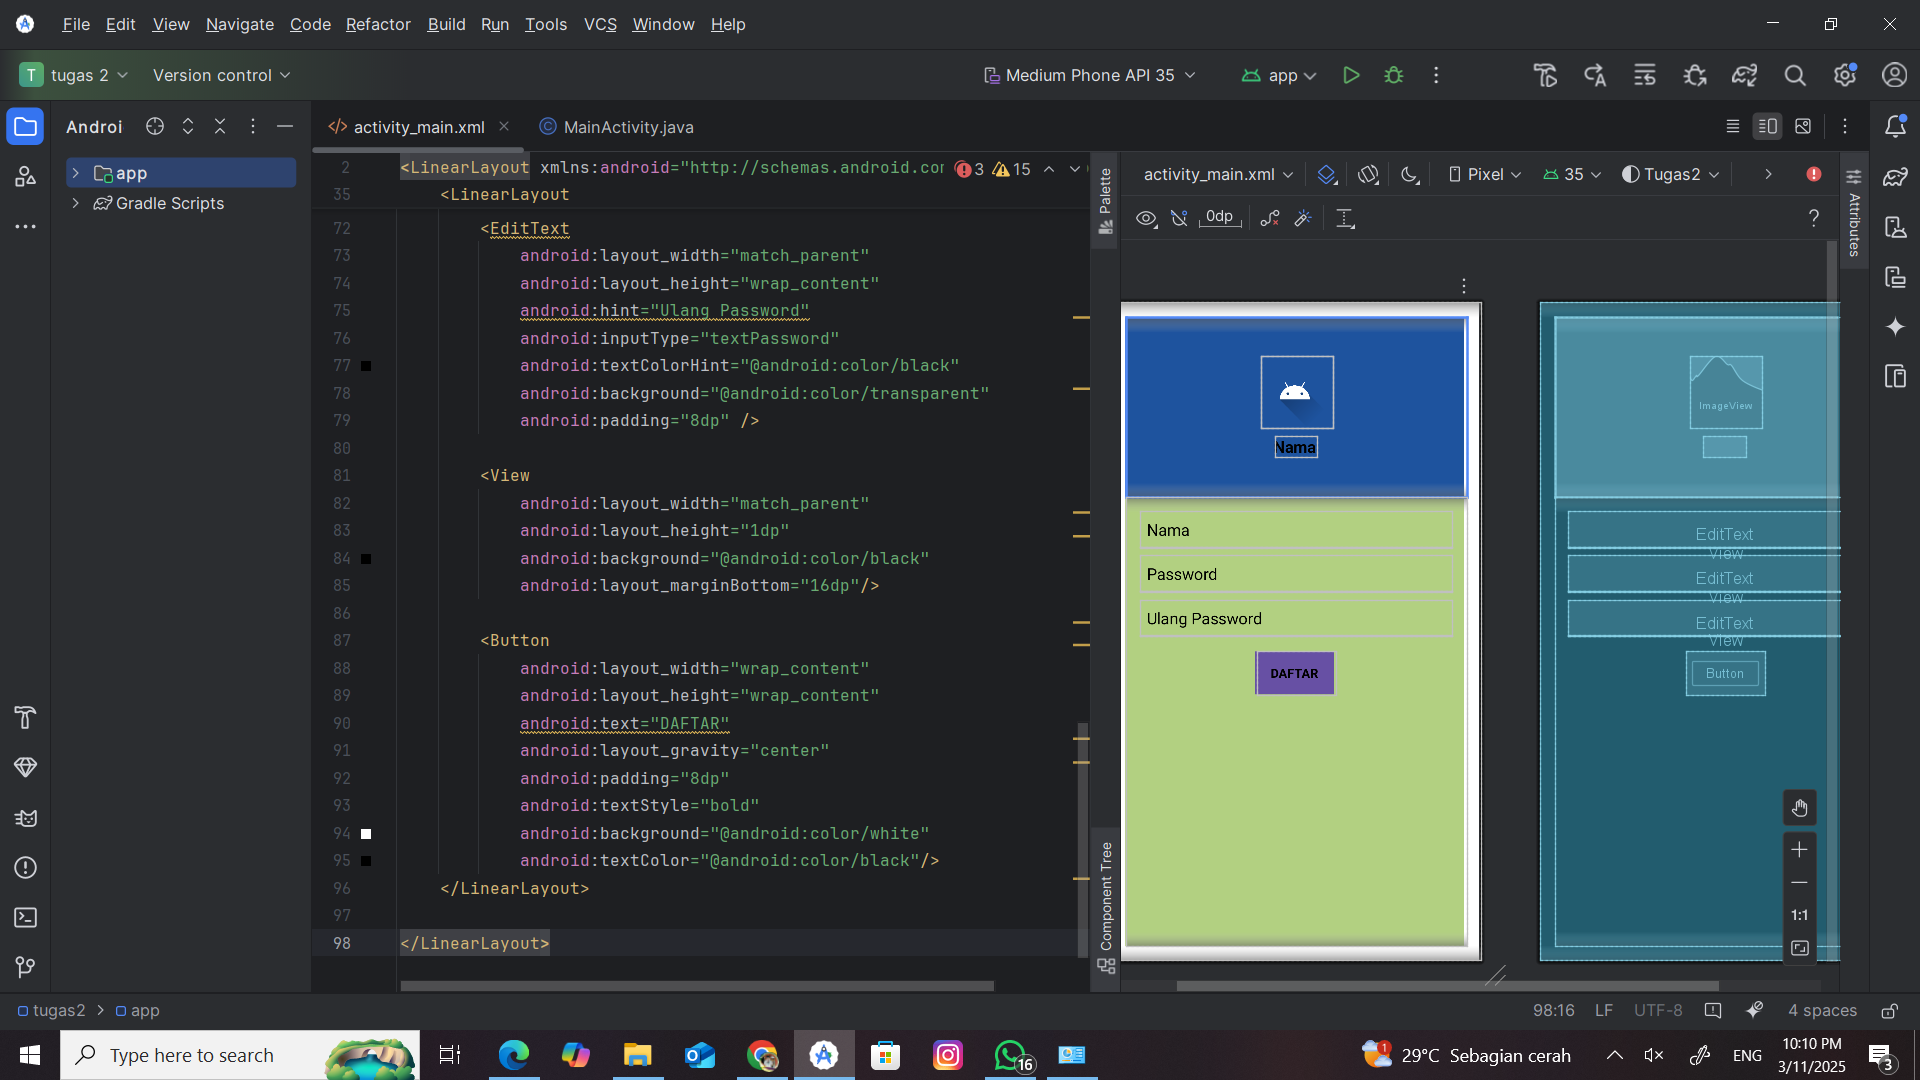 File Edit View Navigate Code Refactor Build Run Tools VCS Window Help
T tugas 2 Version control Medium Phone API 35 app
Androi
activity_main.xml MainActivity.java
app
Gradle Scripts
2 <LinearLayout xmlns:android="http://schemas.android.com 3 15
35 <LinearLayout
72 <EditText
73 android:layout_width="match_parent"
74 android:layout_height="wrap_content"
75 android:hint="Ulang Password"
76 android:inputType="textPassword"
77 android:textColorHint="@android:color/black"
78 android:background="@android:color/transparent"
79 android:padding="8dp" />
80
81 <View
82 android:layout_width="match_parent"
83 android:layout_height="1dp"
84 android:background="@android:color/black"
85 android:layout_marginBottom="16dp"/>
86
87 <Button
88 android:layout_width="wrap_content"
89 android:layout_height="wrap_content"
90 android:text="DAFTAR"
91 android:layout_gravity="center"
92 android:padding="8dp"
93 android:textStyle="bold"
94 android:background="@android:color/white"
95 android:textColor="@android:color/black"/>
96 </LinearLayout>
97
98 </LinearLayout>
Palette
Component Tree
activity_main.xml Pixel 35 Tugas2
0dp ?
Attributes
Nama
Nama
Password
Ulang Password
DAFTAR
ImageView
EditText
View
EditText
View
EditText
View
Button
1:1
tugas2 > app
98:16 LF UTF-8 4 spaces
Type here to search
16
1 29°C Sebagian cerah
ENG
10:10 PM
3/11/2025
3